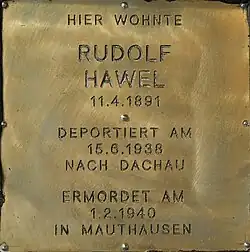 HIER WOHNTE
RUDOLF
HAWEL
11.4.1891
DEPORTIERT AM
15.6.1938
NACH DACHAU
ERMORDET AM
1.2.1940
IN MAUTHAUSEN